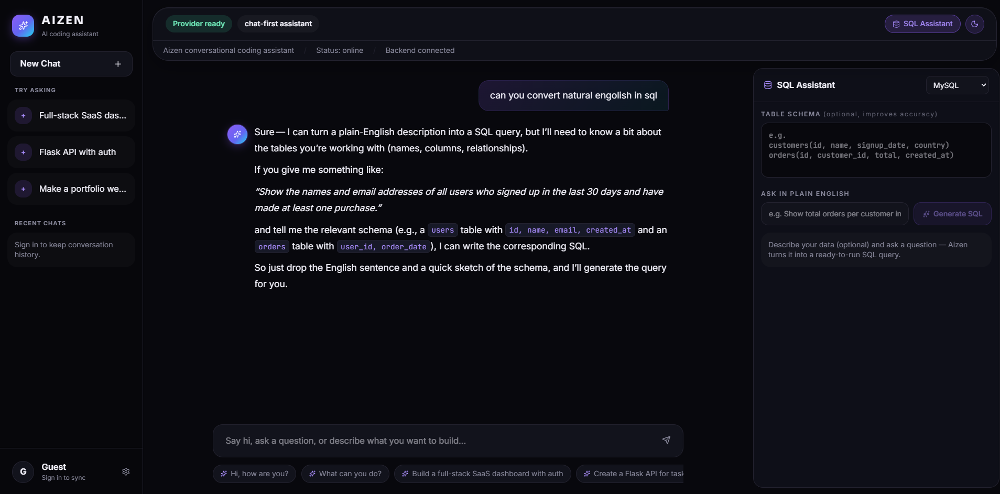 AIZEN
AI coding assistant
New Chat
+
TRY ASKING
+ Full-stack SaaS das...
+ Flask API with auth
+ Make a portfolio we...
RECENT CHATS
Sign in to keep conversation
history.
G
Guest
Sign in to sync
Provider ready
chat-first assistant
SQL Assistant
Aizen conversational coding assistant / Status: online / Backend connected
can you convert natural engolish in sql
Sure — I can turn a plain-English description into a SQL query, but I’ll need to know a bit about
the tables you’re working with (names, columns, relationships).
If you give me something like:
“Show the names and email addresses of all users who signed up in the last 30 days and have
made at least one purchase.”
and tell me the relevant schema (e.g., a users table with id, name, email, created_at and an
orders table with user_id, order_date), I can write the corresponding SQL.
So just drop the English sentence and a quick sketch of the schema, and I’ll generate the query
for you.
Say hi, ask a question, or describe what you want to build...
Hi, how are you?
What can you do?
Build a full-stack SaaS dashboard with auth
Create a Flask API for task
SQL Assistant
MySQL
TABLE SCHEMA (optional, improves accuracy)
e.g.
customers(id, name, signup_date, country)
orders(id, customer_id, total, created_at)
ASK IN PLAIN ENGLISH
e.g. Show total orders per customer in
Generate SQL
Describe your data (optional) and ask a question — Aizen
turns it into a ready-to-run SQL query.